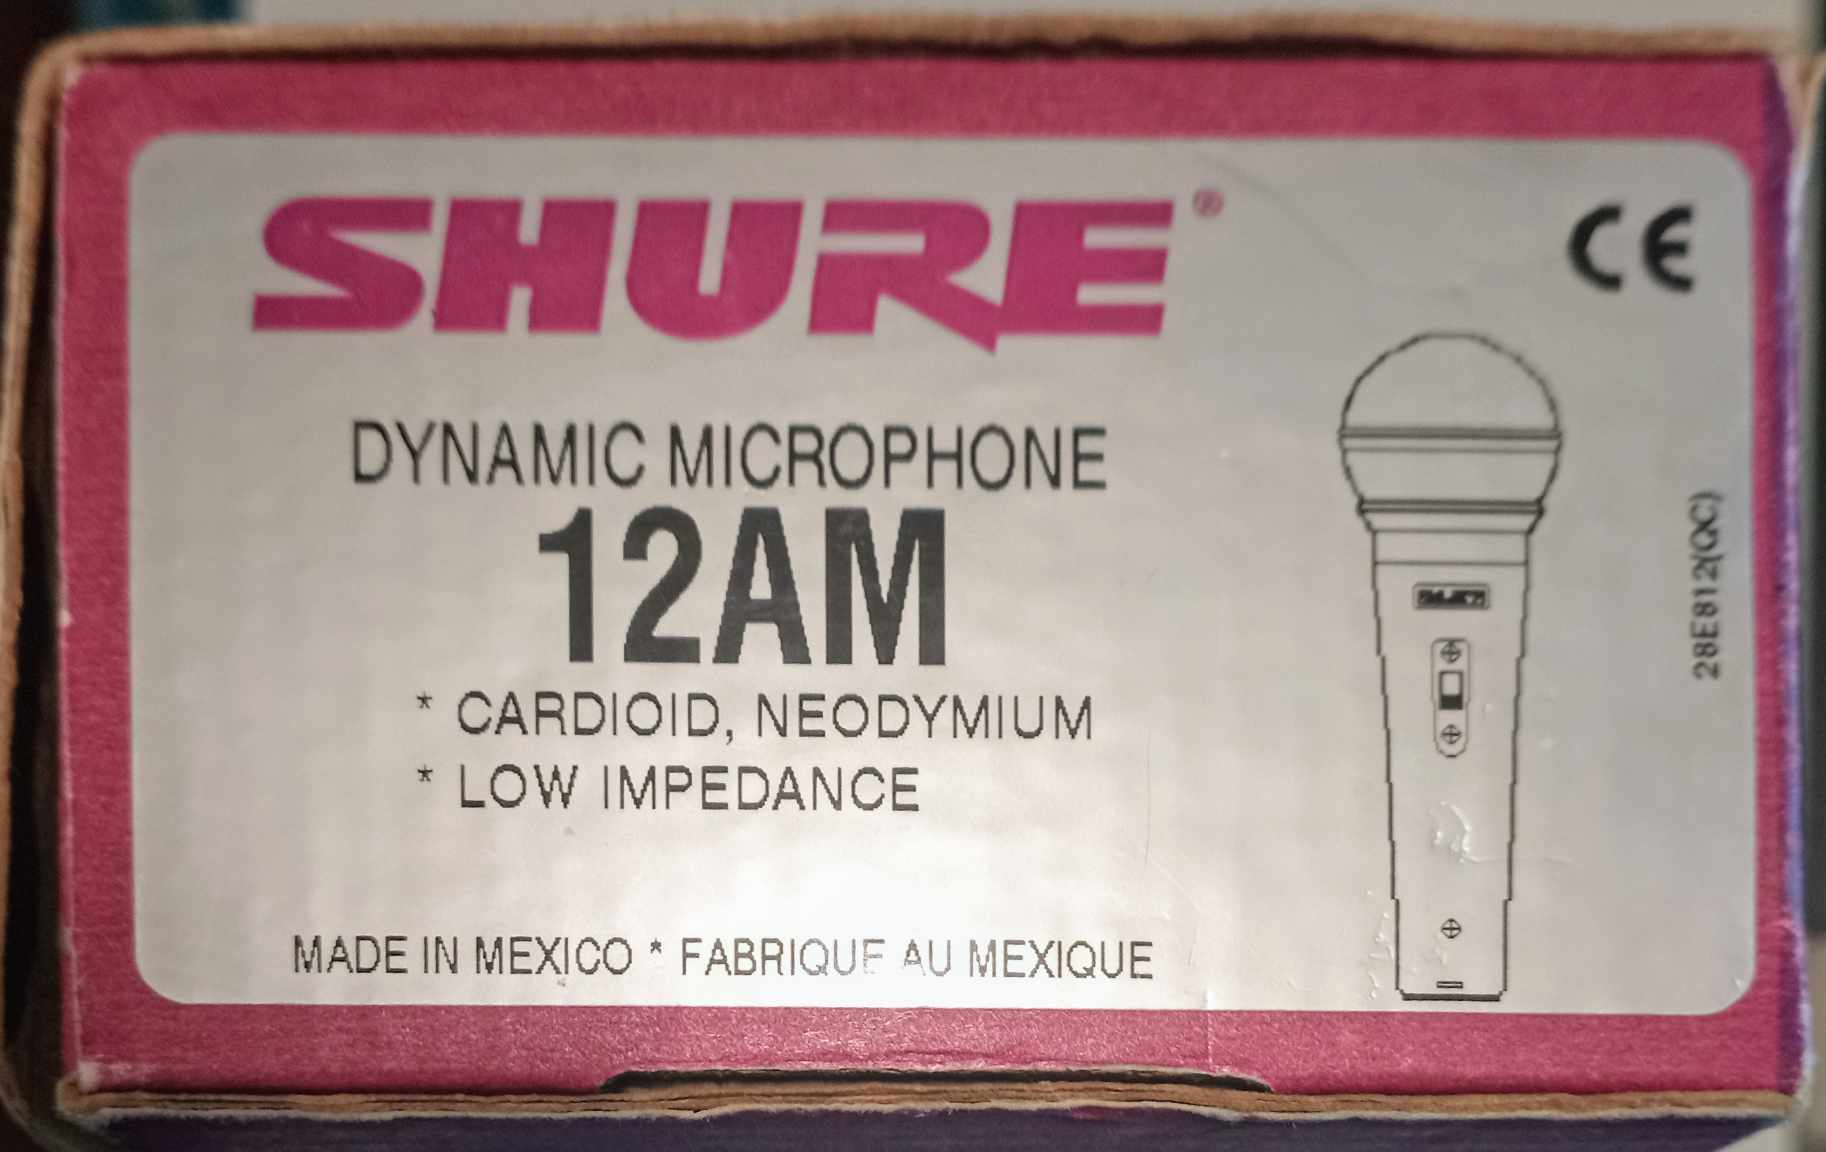 SHURE®
CE
DYNAMIC MICROPHONE
12AM
* CARDIOID, NEODYMIUM
* LOW IMPEDANCE
MADE IN MEXICO * FABRIQUE AU MEXIQUE
28E812(QC)